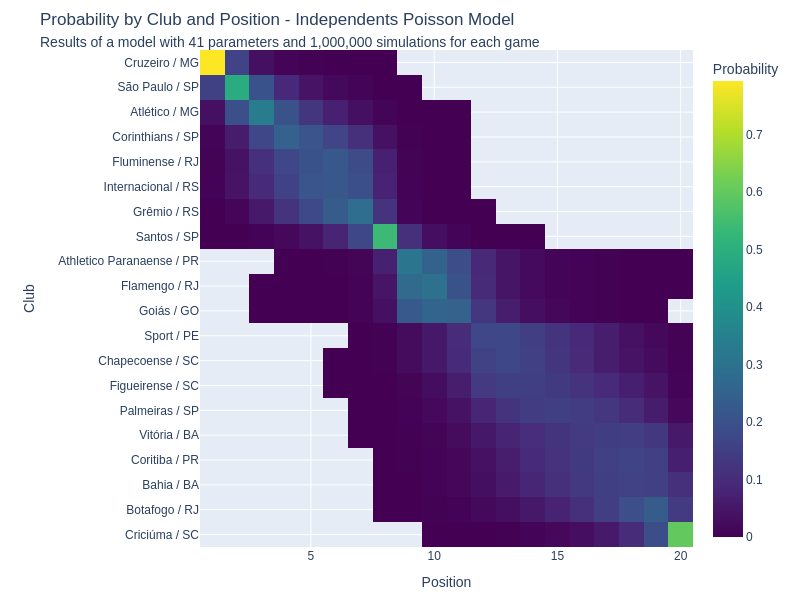 Probability by Club and Position - Independents Poisson Model
Results of a model with 41 parameters and 1,000,000 simulations for each game
Probability
Cruzeiro / MG
São Paulo / SP
Atlético / MG
Corinthians / SP
Fluminense / RJ
Internacional / RS
Grêmio / RS
Santos / SP
Athletico Paranaense / PR
Flamengo / RJ
Goiás / GO
Sport / PE
Chapecoense / SC
Figueirense / SC
Palmeiras / SP
Vitória / BA
Coritiba / PR
Bahia / BA
Botafogo / RJ
Criciúma / SC
Club
5
10
15
20
Position
0.7
0.6
0.5
0.4
0.3
0.2
0.1
0